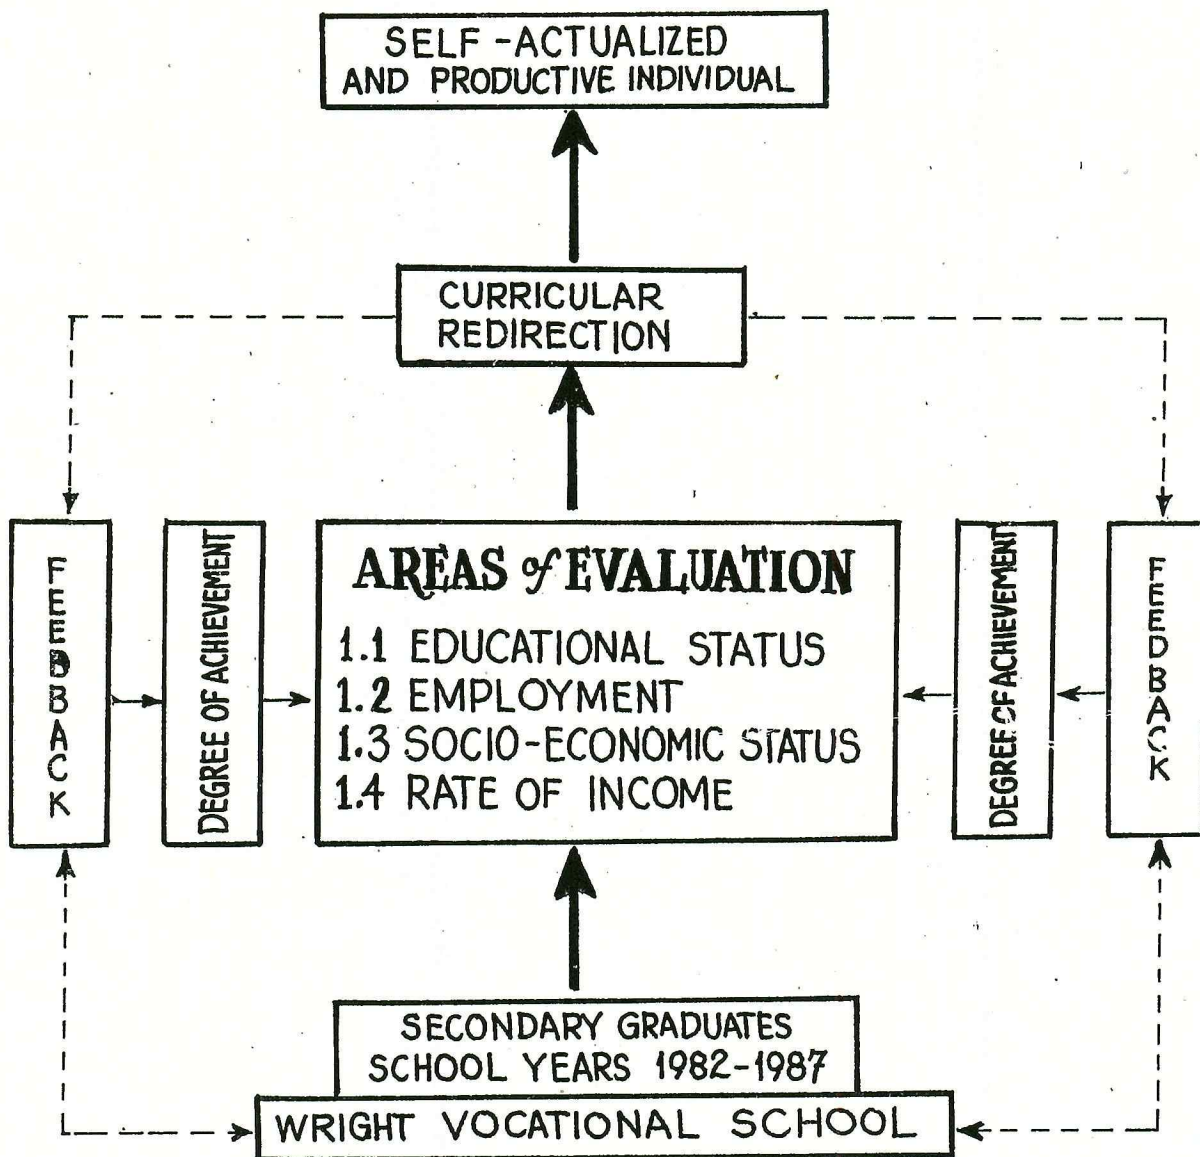 SELF-ACTUALIZED
AND PRODUCTIVE INDIVIDUAL
CURRICULAR
REDIRECTION
FEEDBACK
DEGREE OF ACHIEVEMENT
AREAS of EVALUATION
1.1 EDUCATIONAL STATUS
1.2 EMPLOYMENT
1.3 SOCIO-ECONOMIC STATUS
1.4 RATE OF INCOME
DEGREE OF ACHIEVEMENT
FEEDBACK
SECONDARY GRADUATES
SCHOOL YEARS 1982-1987
WRIGHT VOCATIONAL SCHOOL